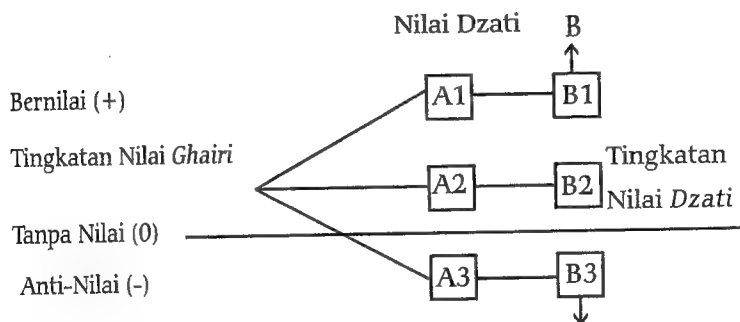 Nilai Dzati B
Bernilai (+) A1 B1
Tingkatan Nilai Ghairi A2 B2 Tingkatan
Nilai Dzati
Tanpa Nilai (0)
Anti-Nilai (-) A3 B3